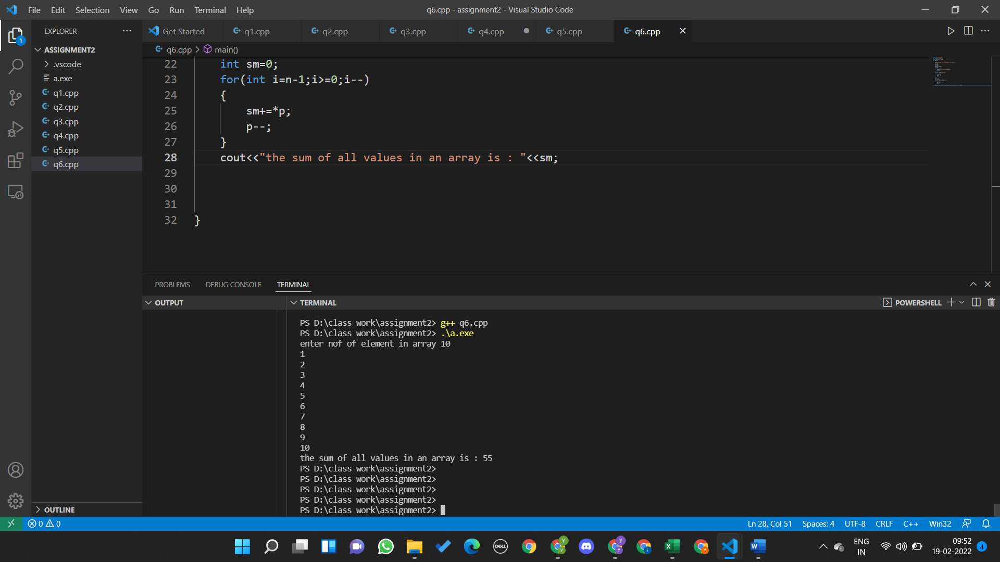 File Edit Selection View Go Run Terminal Help
q6.cpp - assignment2 - Visual Studio Code
EXPLORER
Get Started q1.cpp q2.cpp q3.cpp q4.cpp q5.cpp q6.cpp
1
ASSIGNMENT2
.vscode
a.exe
q1.cpp
q2.cpp
q3.cpp
q4.cpp
q5.cpp
q6.cpp
OUTLINE
q6.cpp > main()
22 int sm=0;
23 for(int i=n-1;i>=0;i--)
24 {
25 sm+=*p;
26 p--;
27 }
28 cout<<"the sum of all values in an array is : "<<sm;
29
30
31
32 }
PROBLEMS DEBUG CONSOLE TERMINAL
OUTPUT
TERMINAL
POWERSHELL
PS D:\class work\assignment2> g++ q6.cpp
PS D:\class work\assignment2> .\a.exe
enter nof of element in array 10
1
2
3
4
5
6
7
8
9
10
the sum of all values in an array is : 55
PS D:\class work\assignment2>
PS D:\class work\assignment2>
PS D:\class work\assignment2>
PS D:\class work\assignment2>
PS D:\class work\assignment2>
0 0
Ln 28, Col 51 Spaces: 4 UTF-8 CRLF C++ Win32
DELL
ENG
IN
09:52
19-02-2022
4